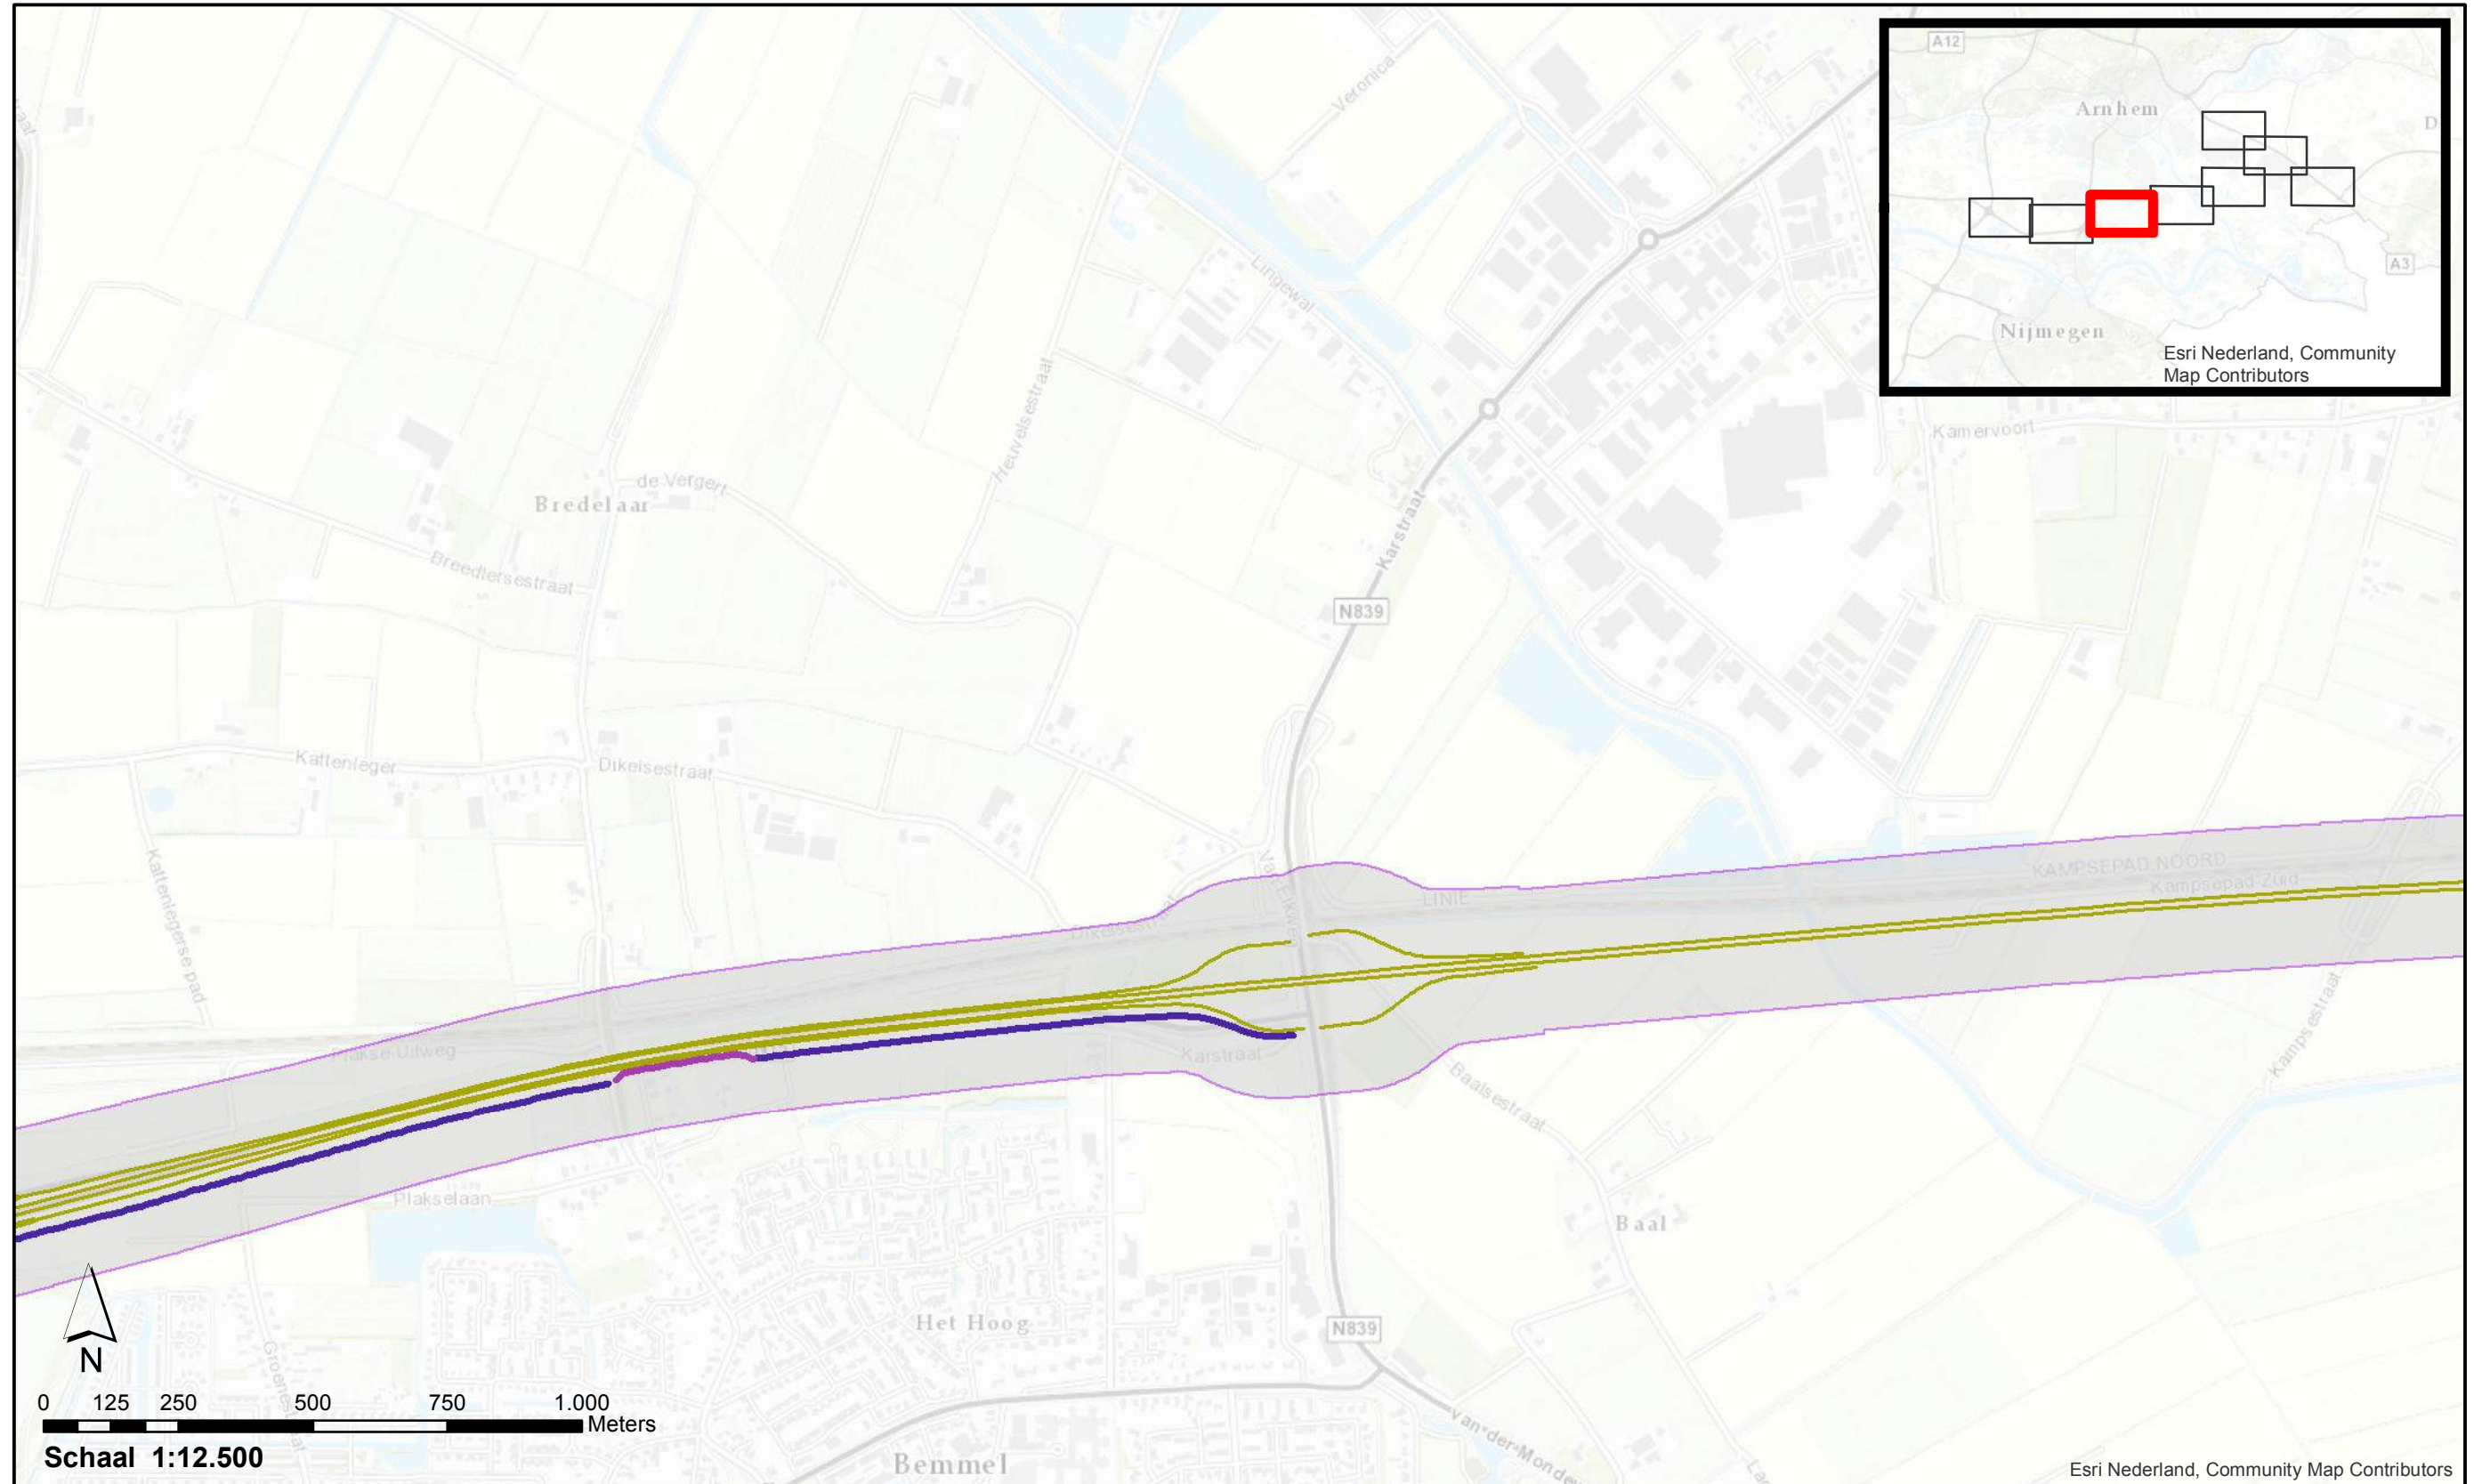 A12
Arnhem
D
A3
Nijmegen
Esri Nederland, Community
Map Contributors
Veronica
Lingewal
Kamervoort
Heuvelsestraat
de Vergert
Bredelaar
Karstraat
Breedlersestraat
N839
Kattenleger
Dikelsestraat
Kattenlegerse pad
Van Elkweg
KAMPSEPAD NOORD
Kampsepad-Zuid
LINIE
Dikelsestraat
Plakse-Uitweg
Karstraat
Baalsestraat
Kampsestraat
Plakselaan
Baal
Het Hoog
N839
N
0 125 250 500 750 1.000
Meters
Schaal 1:12.500
Bemmel
Esri Nederland, Community Map Contributors